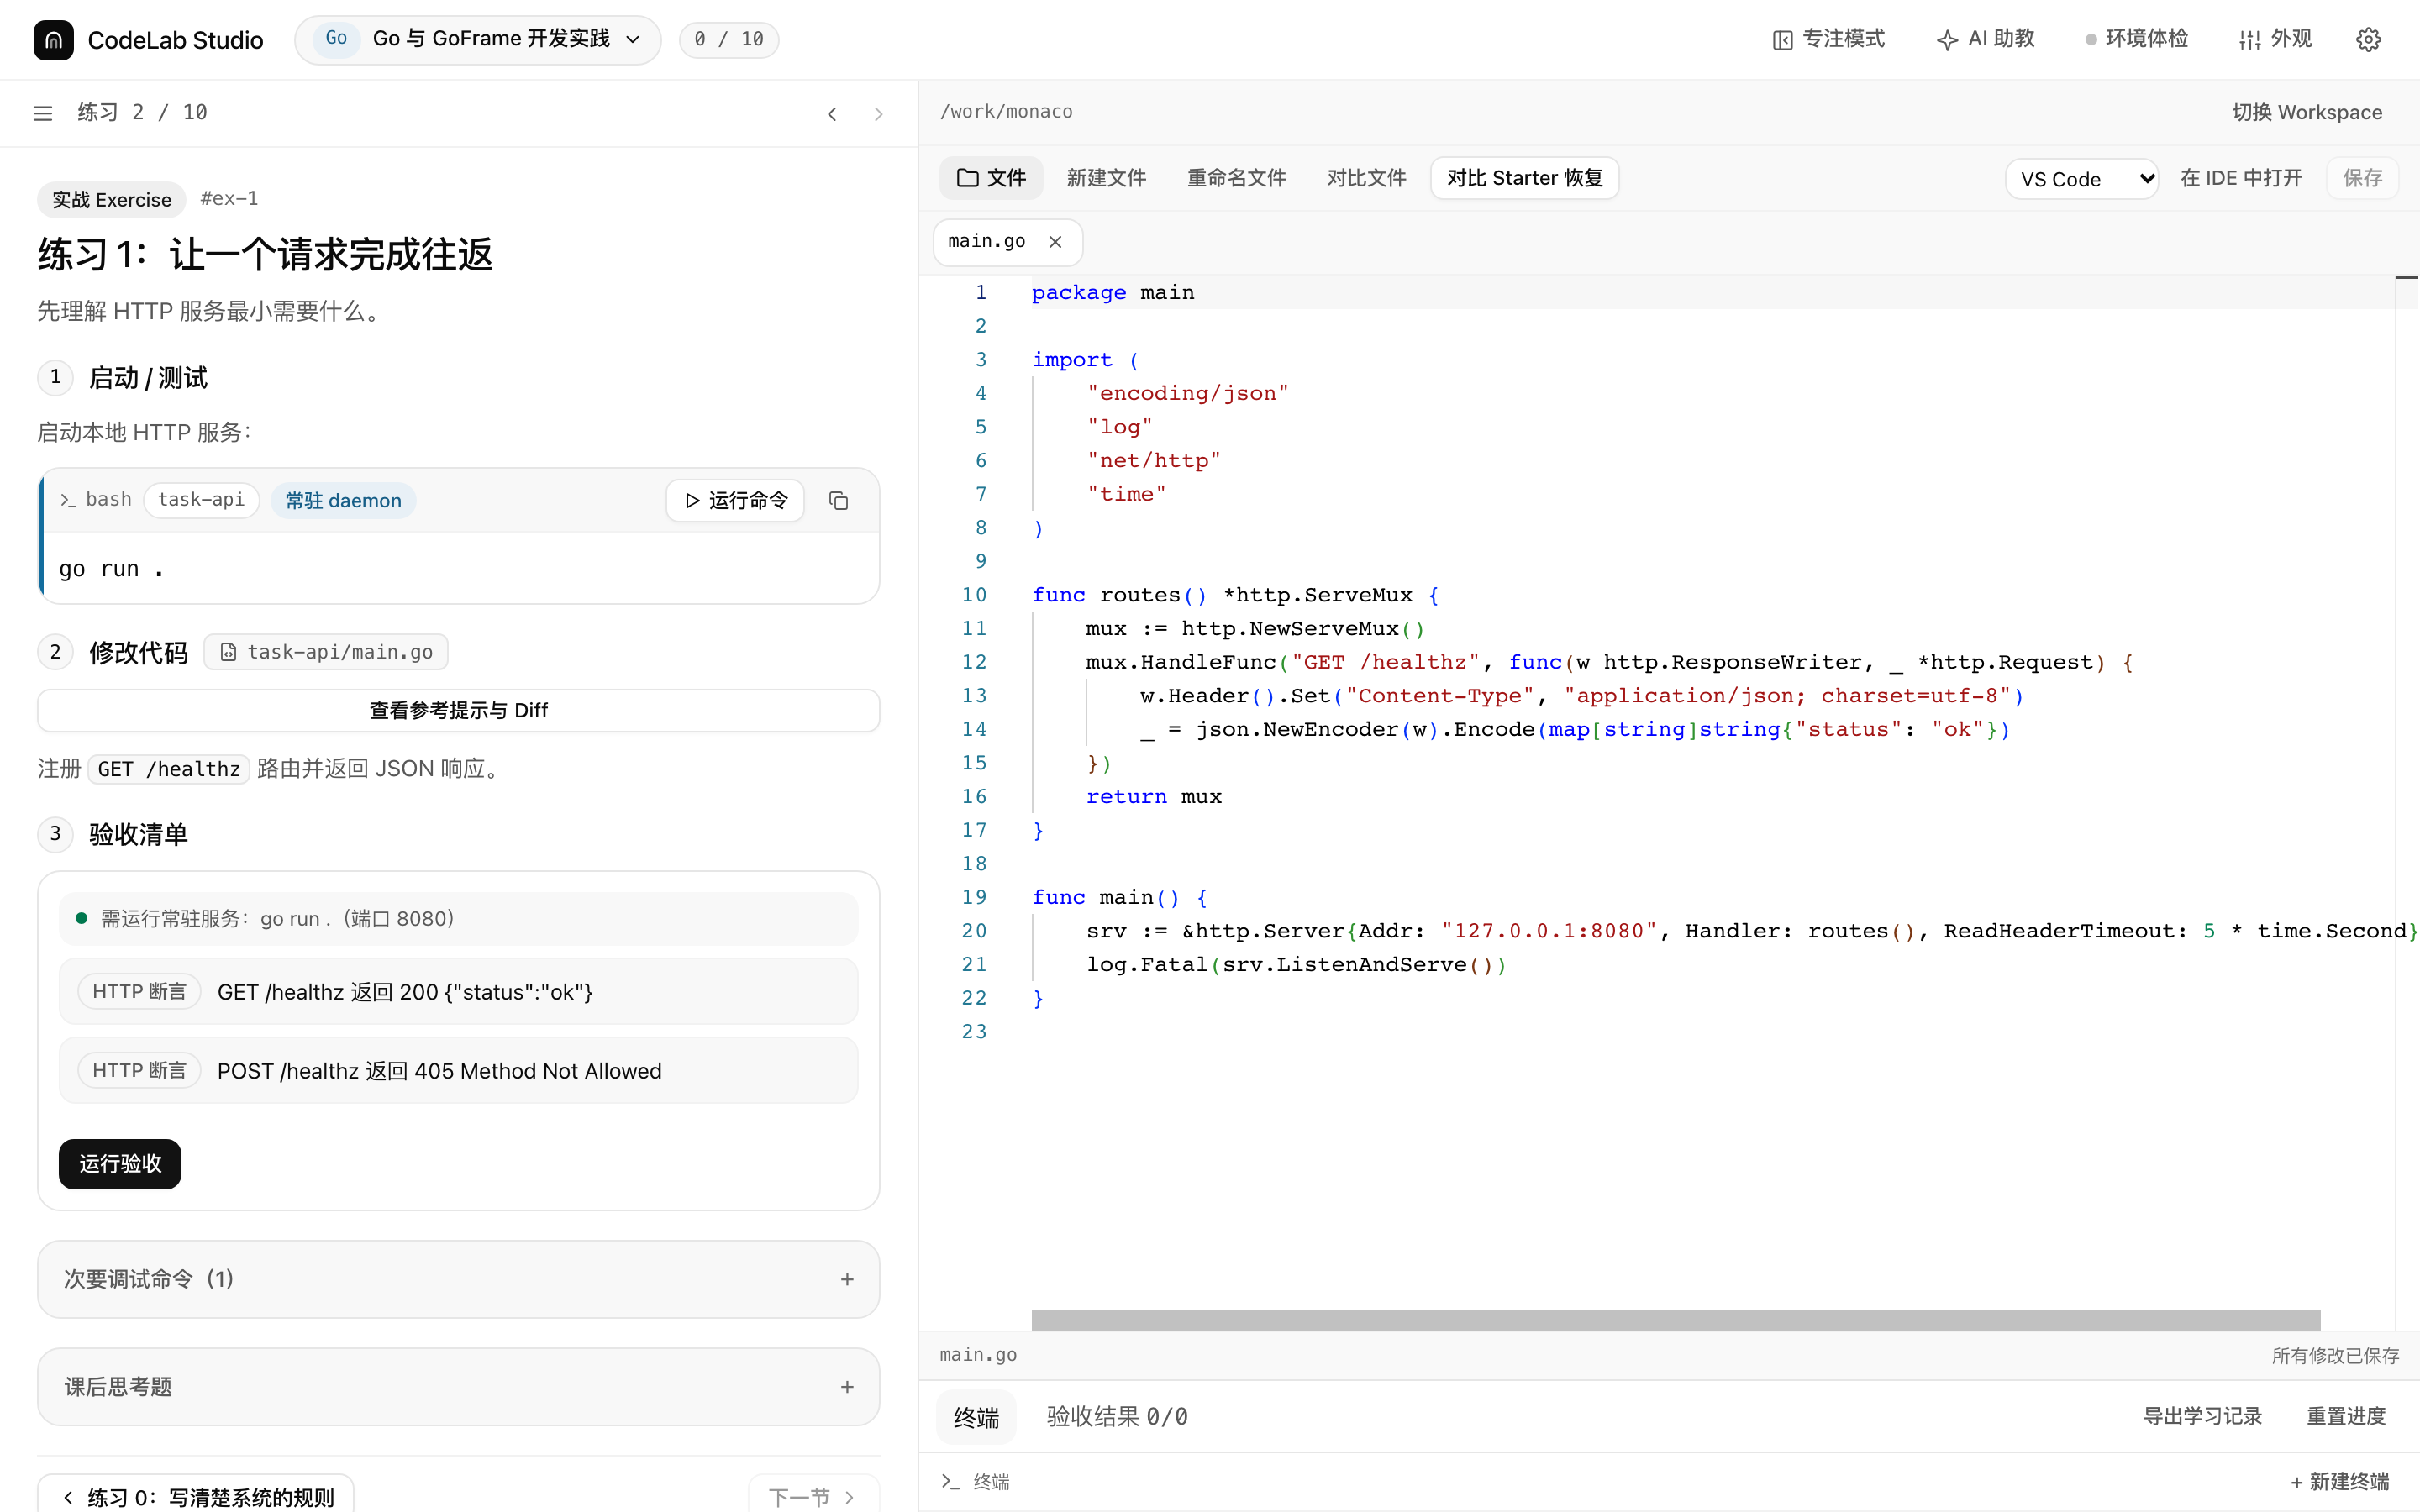 CodeLab Studio
Go
Go 与 GoFrame 开发实践
0 / 10
专注模式
AI 助教
环境体检
外观
练习 2 / 10
实战 Exercise
#ex-1
练习 1：让一个请求完成往返
先理解 HTTP 服务最小需要什么。
1 启动 / 测试
启动本地 HTTP 服务：
>_ bash task-api 常驻 daemon 运行命令
go run .
2 修改代码 task-api/main.go
查看参考提示与 Diff
注册 GET /healthz 路由并返回 JSON 响应。
3 验收清单
需运行常驻服务：go run .（端口 8080）
HTTP 断言 GET /healthz 返回 200 {"status":"ok"}
HTTP 断言 POST /healthz 返回 405 Method Not Allowed
运行验收
次要调试命令（1） +
课后思考题 +
练习 0：写清楚系统的规则
下一节
/work/monaco
切换 Workspace
文件 新建文件 重命名文件 对比文件 对比 Starter 恢复
VS Code 在 IDE 中打开 保存
main.go
1 package main
2
3 import (
4 "encoding/json"
5 "log"
6 "net/http"
7 "time"
8 )
9
10 func routes() *http.ServeMux {
11 mux := http.NewServeMux()
12 mux.HandleFunc("GET /healthz", func(w http.ResponseWriter, _ *http.Request) {
13 w.Header().Set("Content-Type", "application/json; charset=utf-8")
14 _ = json.NewEncoder(w).Encode(map[string]string{"status": "ok"})
15 })
16 return mux
17 }
18
19 func main() {
20 srv := &http.Server{Addr: "127.0.0.1:8080", Handler: routes(), ReadHeaderTimeout: 5 * time.Second}
21 log.Fatal(srv.ListenAndServe())
22 }
23
main.go
所有修改已保存
终端 验收结果 0/0
导出学习记录 重置进度
>_ 终端
+ 新建终端